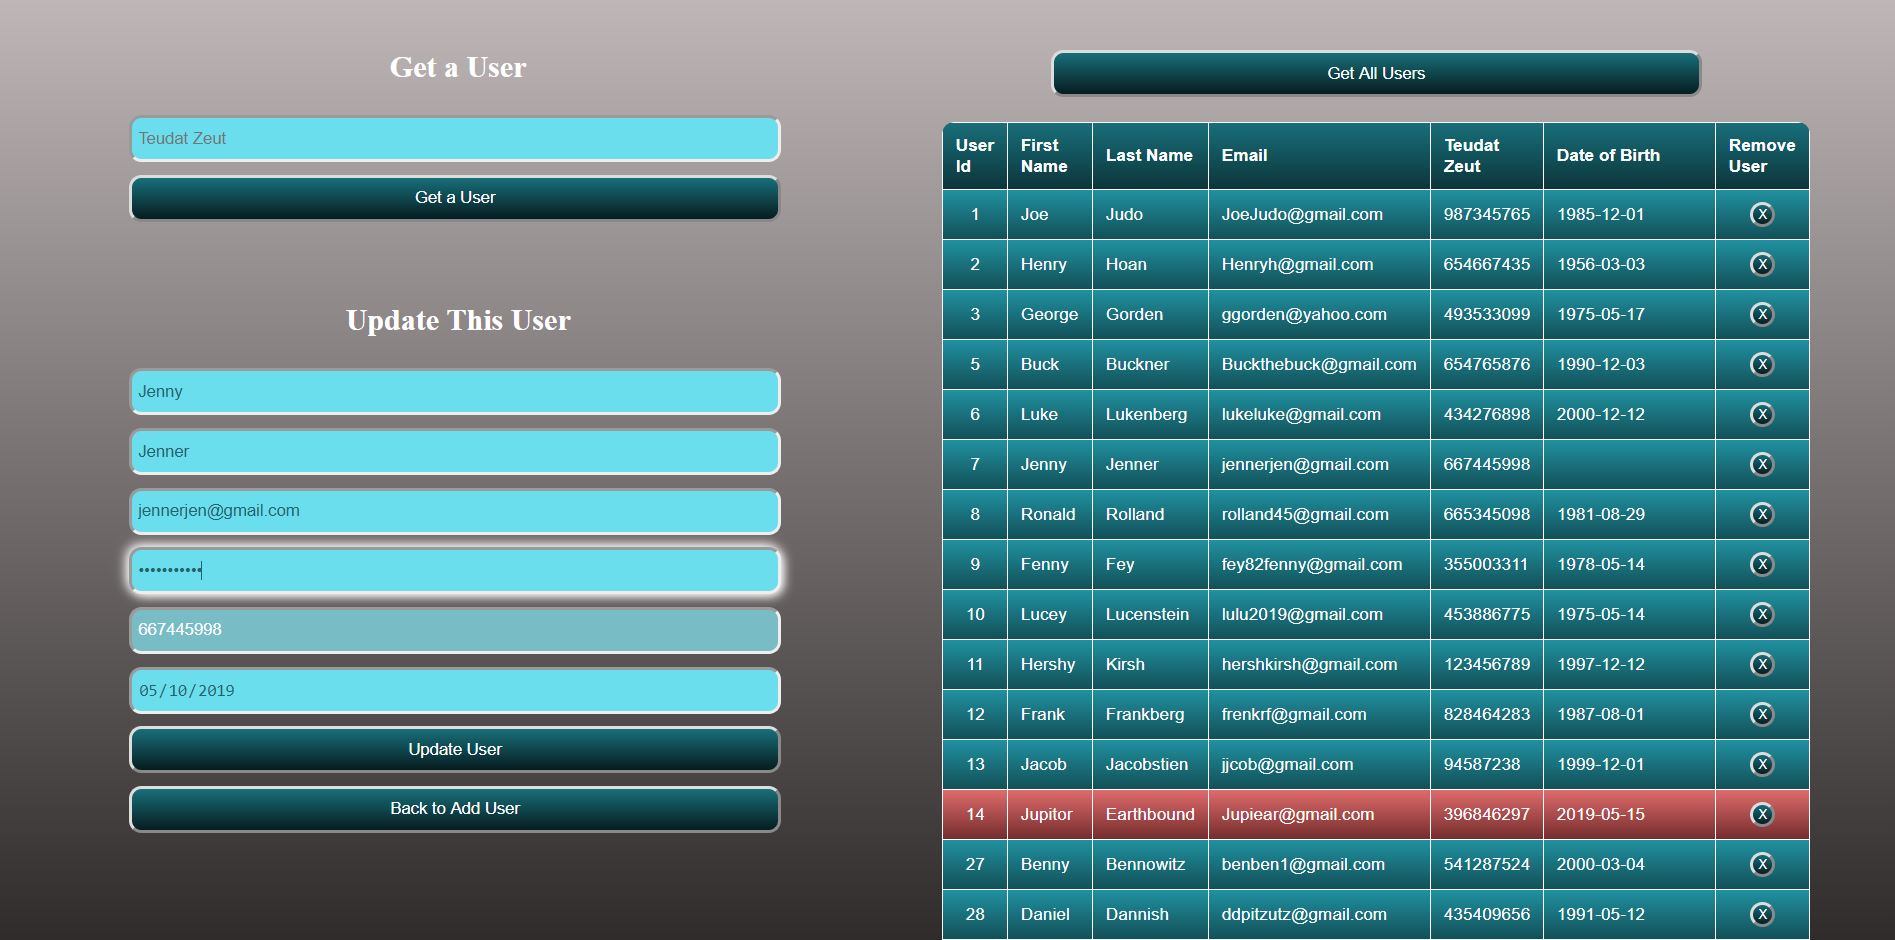 Get a User
Teudat Zeut
Get a User
Update This User
Jenny
Jenner
jennerjen@gmail.com
•••••••••••
667445998
05/10/2019
Update User
Back to Add User
Get All Users
User Id First Name Last Name Email Teudat Zeut Date of Birth Remove User
1 Joe Judo JoeJudo@gmail.com 987345765 1985-12-01 X
2 Henry Hoan Henryh@gmail.com 654667435 1956-03-03 X
3 George Gorden ggorden@yahoo.com 493533099 1975-05-17 X
5 Buck Buckner Buckthebuck@gmail.com 654765876 1990-12-03 X
6 Luke Lukenberg lukeluke@gmail.com 434276898 2000-12-12 X
7 Jenny Jenner jennerjen@gmail.com 667445998 X
8 Ronald Rolland rolland45@gmail.com 665345098 1981-08-29 X
9 Fenny Fey fey82fenny@gmail.com 355003311 1978-05-14 X
10 Lucey Lucenstein lulu2019@gmail.com 453886775 1975-05-14 X
11 Hershy Kirsh hershkirsh@gmail.com 123456789 1997-12-12 X
12 Frank Frankberg frenkrf@gmail.com 828464283 1987-08-01 X
13 Jacob Jacobstien jjcob@gmail.com 94587238 1999-12-01 X
14 Jupitor Earthbound Jupiear@gmail.com 396846297 2019-05-15 X
27 Benny Bennowitz benben1@gmail.com 541287524 2000-03-04 X
28 Daniel Dannish ddpitzutz@gmail.com 435409656 1991-05-12 X